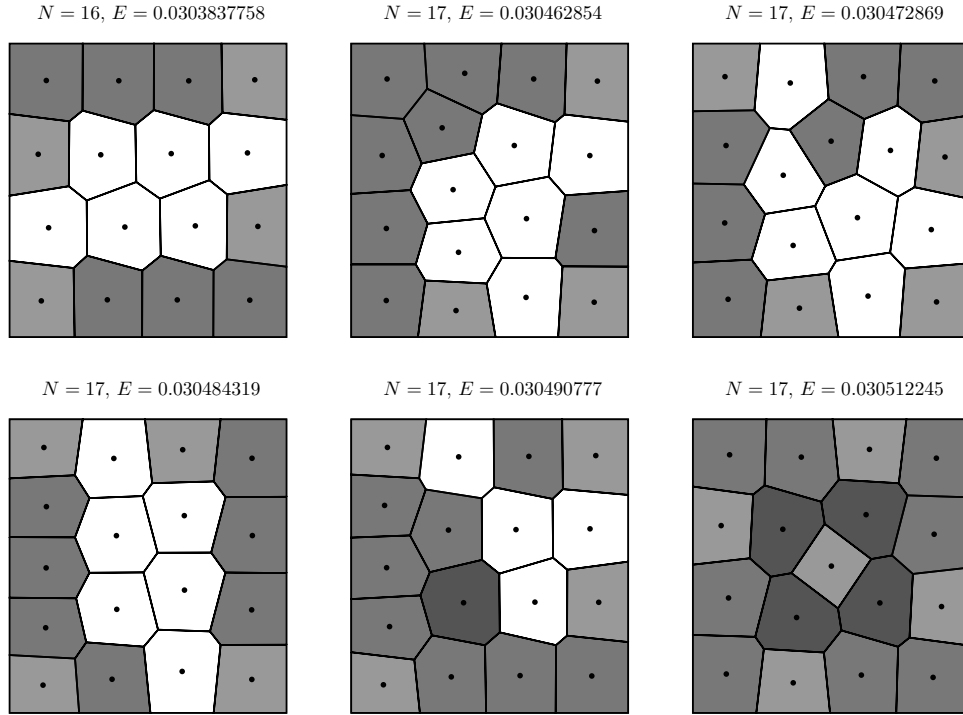 N = 16, E = 0.0303837758
N = 17, E = 0.030462854
N = 17, E = 0.030472869
N = 17, E = 0.030484319
N = 17, E = 0.030490777
N = 17, E = 0.030512245